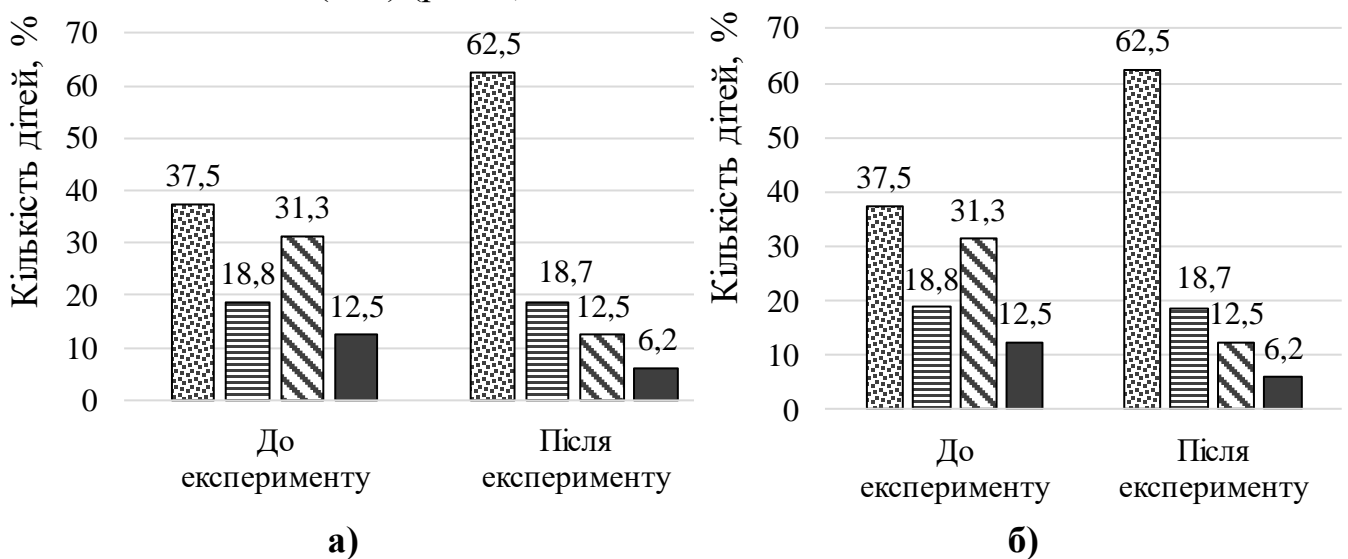 Кількість дітей, %
70
60
50
40
30
20
10
0
37,5
18,8
31,3
12,5
62,5
18,7
12,5
6,2
До
експерименту
Після
експерименту
а)
Кількість дітей, %
70
60
50
40
30
20
10
0
37,5
18,8
31,3
12,5
62,5
18,7
12,5
6,2
До
експерименту
Після
експерименту
б)